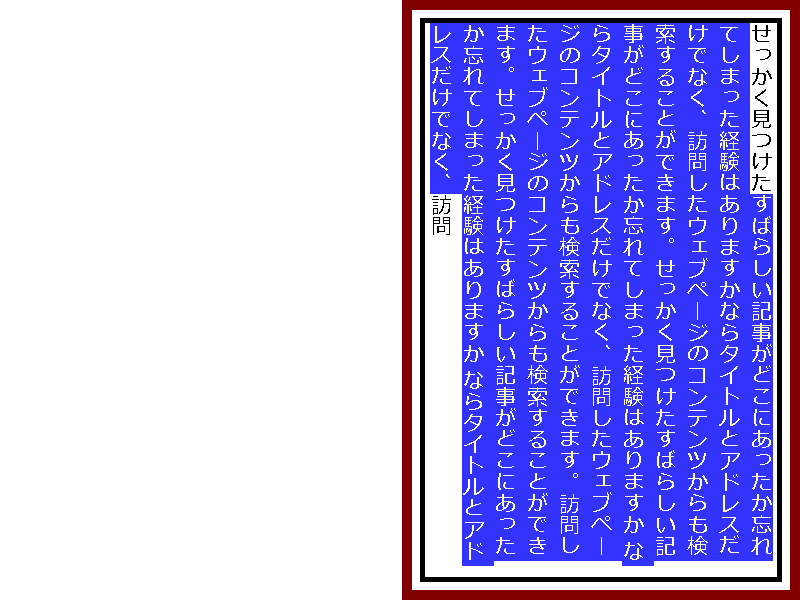 せっかく見つけたすばらしい記事がどこにあったか忘れ
てしまった経験はありますかならタイトルとアドレスだ
けでなく、訪問したウェブページのコンテンツからも検
索することができます。せっかく見つけたすばらしい記
事がどこにあったか忘れてしまった経験はありますか な
らタイトルとアドレスだけでなく、訪問したウェブペー
ジのコンテンツからも検索することができます。訪問し
たウェブページのコンテンツからも検索することができ
ます。せっかく見つけたすばらしい記事がどこにあった
か忘れてしまった経験はありますか ならタイトルとアド
レスだけでなく、訪問